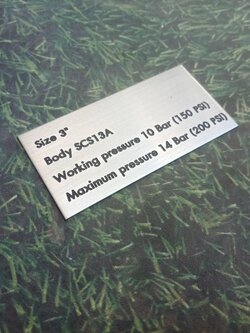 Size 3"
Body SCS13A
Working pressure 10 Bar (150 PSI)
Maximum pressure 14 Bar (200 PSI)